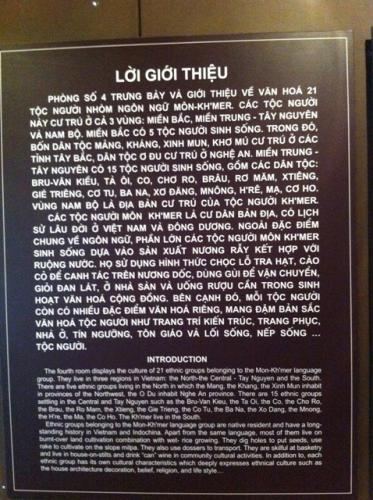 LỜI GIỚI THIỆU
PHÒNG SỐ 4 TRƯNG BÀY VÀ GIỚI THIỆU VỀ VĂN HOÁ 21
TỘC NGƯỜI NHÓM NGÔN NGỮ MÔN-KH'MER. CÁC TỘC NGƯỜI
NÀY CƯ TRÚ Ở CẢ 3 VÙNG: MIỀN BẮC, MIỀN TRUNG - TÂY NGUYÊN
VÀ NAM BỘ. MIỀN BẮC CÓ 5 TỘC NGƯỜI SINH SỐNG. TRONG ĐÓ,
BỐN DÂN TỘC MẢNG, KHÁNG, XINH MUN, KHƠ MÚ CƯ TRÚ Ở CÁC
TỈNH TÂY BẮC, DÂN TỘC Ơ ĐU CƯ TRÚ Ở NGHỆ AN. MIỀN TRUNG -
TÂY NGUYÊN CÓ 15 TỘC NGƯỜI SINH SỐNG, GỒM CÁC DÂN TỘC:
BRU-VÂN KIỀU, TÀ ÔI, CO, CHƠ RO, BRÂU, RƠ MĂM, XTIÊNG,
GIÉ TRIÊNG, CƠ TU, BA NA, XƠ ĐĂNG, MNÔNG, H'RÊ, MẠ, CƠ HO.
VÙNG NAM BỘ LÀ ĐỊA BÀN CƯ TRÚ CỦA TỘC NGƯỜI KH'MER.
CÁC TỘC NGƯỜI MÔN KH'MER LÀ CƯ DÂN BẢN ĐỊA, CÓ LỊCH
SỬ LÂU ĐỜI Ở VIỆT NAM VÀ ĐÔNG DƯƠNG. NGOÀI ĐẶC ĐIỂM
CHUNG VỀ NGÔN NGỮ, PHẦN LỚN CÁC TỘC NGƯỜI MÔN KH'MER
SINH SỐNG DỰA VÀO SẢN XUẤT NƯƠNG RẪY KẾT HỢP VỚI
RUỘNG NƯỚC. HỌ SỬ DỤNG HÌNH THỨC CHỌC LỖ TRA HẠT, CÀO
CỎ ĐỂ CANH TÁC TRÊN NƯƠNG DỐC, DÙNG GÙI ĐỂ VẬN CHUYỂN,
GIỎI ĐAN LÁT, Ở NHÀ SÀN VÀ UỐNG RƯỢU CẦN TRONG SINH
HOẠT VĂN HOÁ CỘNG ĐỒNG. BÊN CẠNH ĐÓ, MỖI TỘC NGƯỜI
CÒN CÓ NHIỀU ĐẶC ĐIỂM VĂN HOÁ RIÊNG, MANG ĐẬM BẢN SẮC
VĂN HOÁ TỘC NGƯỜI NHƯ TRANG TRÍ KIẾN TRÚC, TRANG PHỤC,
NHÀ Ở, TÍN NGƯỠNG, TÔN GIÁO VÀ LỐI SỐNG, NẾP SỐNG ...
TỘC NGƯỜI.
INTRODUCTION
The fourth room displays the culture of 21 ethnic groups belonging to the Mon-Kh'mer language
group. They live in three regions in Vietnam: the north-the Central - Tay Nguyen and the South.
There are five ethnic groups living in the North in which the Mang, the Khang, the Xinh Mun inhabit
in provinces of the Northwest, the O Du inhabit Nghe An province. There are 15 ethnic groups
settling in the Central and Tay Nguyen such as the Bru-Van Kieu, the Ta Oi, the Co, the Cho Ro,
the Brau, the Ro Mam, the Xtieng, the Gie Trieng, the Co Tu, the Ba Na, the Xo Dang, the Mnong,
the H're, the Ma, the Co Ho. The Kh'mer live in the South.
Ethnic groups belonging to the Mon-Kh'mer language group are native resident and have a long-
standing history in Vietnam and Indochina. Apart from the same language, most of them live on
burnt-over land cultivation combination with wet- rice growing. They dig holes to put seeds, use
rake to cultivate on the slope milpa. They also use dossers to transport. They are skilful at basketry
and live in house-on-stilts and drink "can" wine in community cultural activities. In addition to, each
ethnic group has its own cultural characteristics which deeply expresses ethnical culture such as
the house architecture decoration, belief, religion, and life style...